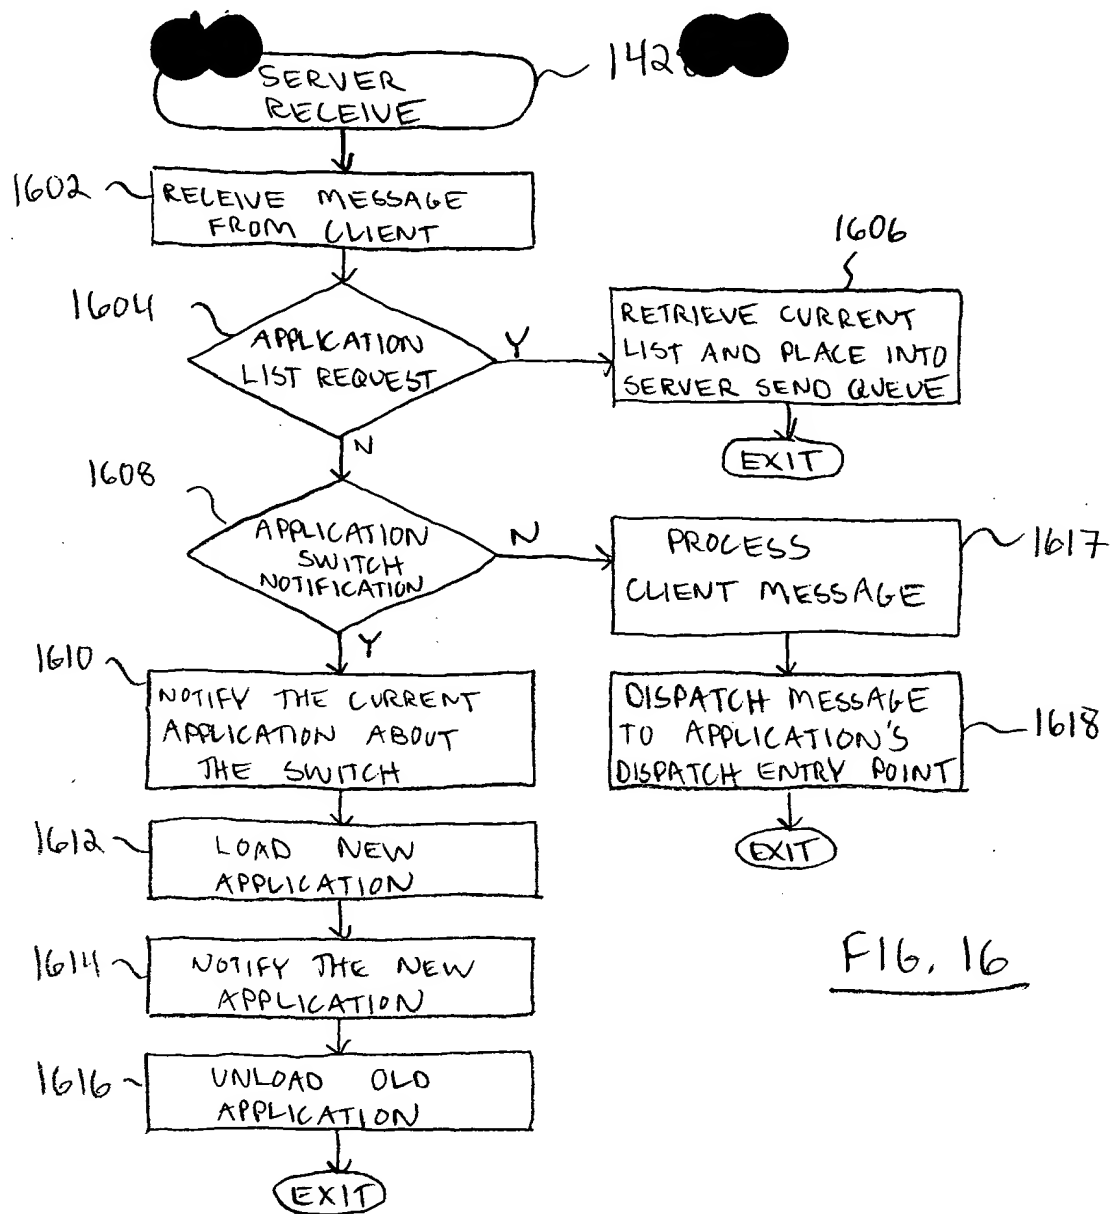 SERVER
RECEIVE
1602
RECEIVE MESSAGE
FROM CLIENT
1604
APPLICATION
LIST REQUEST
Y
1606
RETRIEVE CURRENT
LIST AND PLACE INTO
SERVER SEND QUEUE
EXIT
N
1608
APPLICATION
SWITCH
NOTIFICATION
N
PROCESS
CLIENT MESSAGE
1617
Y
1610
NOTIFY THE CURRENT
APPLICATION ABOUT
THE SWITCH
DISPATCH MESSAGE
TO APPLICATION'S
DISPATCH ENTRY POINT
1618
EXIT
1612
LOAD NEW
APPLICATION
1614
NOTIFY THE NEW
APPLICATION
1616
UNLOAD OLD
APPLICATION
EXIT
FIG. 16